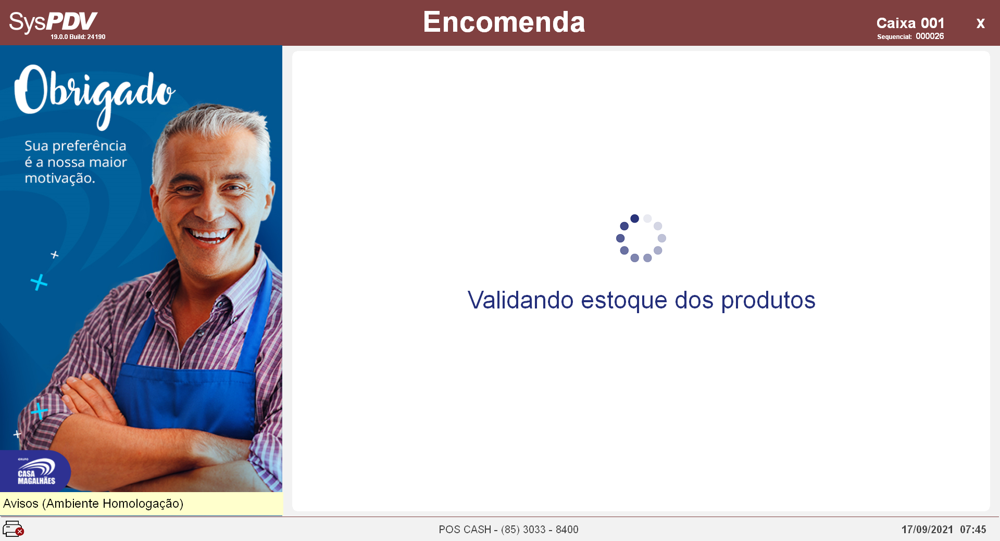 SysPDV
19.0.0 Build: 24190
Encomenda
Caixa 001
Sequencial: 000026
X
Obrigado
Sua preferência
é a nossa maior
motivação.
GRUPO
CASA
MAGALHÃES
Validando estoque dos produtos
Avisos (Ambiente Homologação)
POS CASH - (85) 3033 - 8400
17/09/2021 07:45